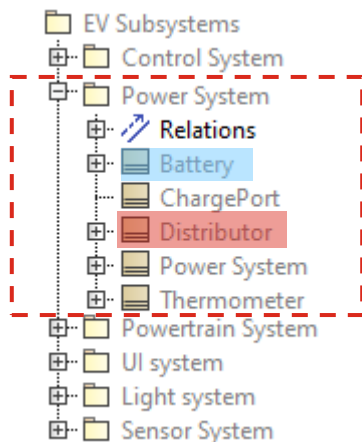 EV Subsystems
Control System
Power System
Relations
Battery
ChargePort
Distributor
Power System
Thermometer
Powertrain System
UI system
Light system
Sensor System